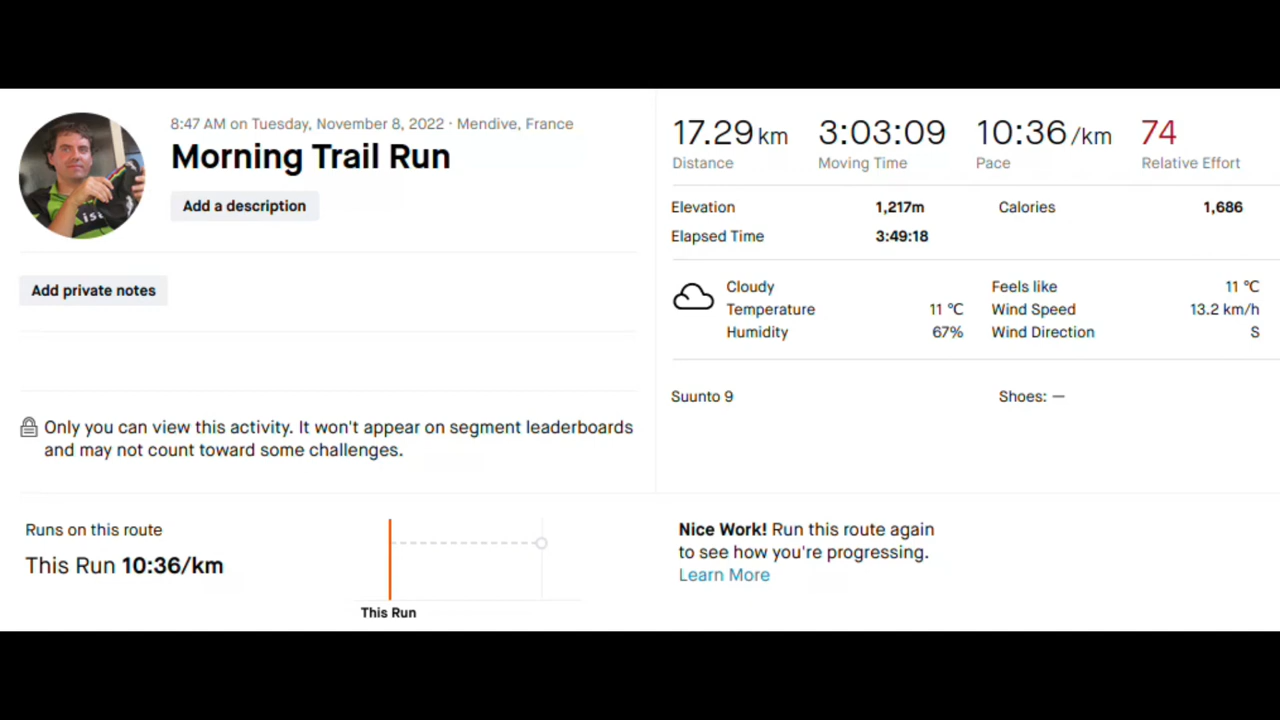 8:47 AM on Tuesday, November 8, 2022 · Mendive, France
Morning Trail Run
Add a description
Add private notes
Only you can view this activity. It won't appear on segment leaderboards
and may not count toward some challenges.
17.29 km 3:03:09 10:36 /km 74
Distance Moving Time Pace Relative Effort
Elevation 1,217m Calories 1,686
Elapsed Time 3:49:18
Cloudy Feels like 11 ℃
Temperature 11 ℃ Wind Speed 13.2 km/h
Humidity 67% Wind Direction S
Suunto 9 Shoes: —
Runs on this route
This Run 10:36/km
This Run
Nice Work! Run this route again
to see how you're progressing.
Learn More